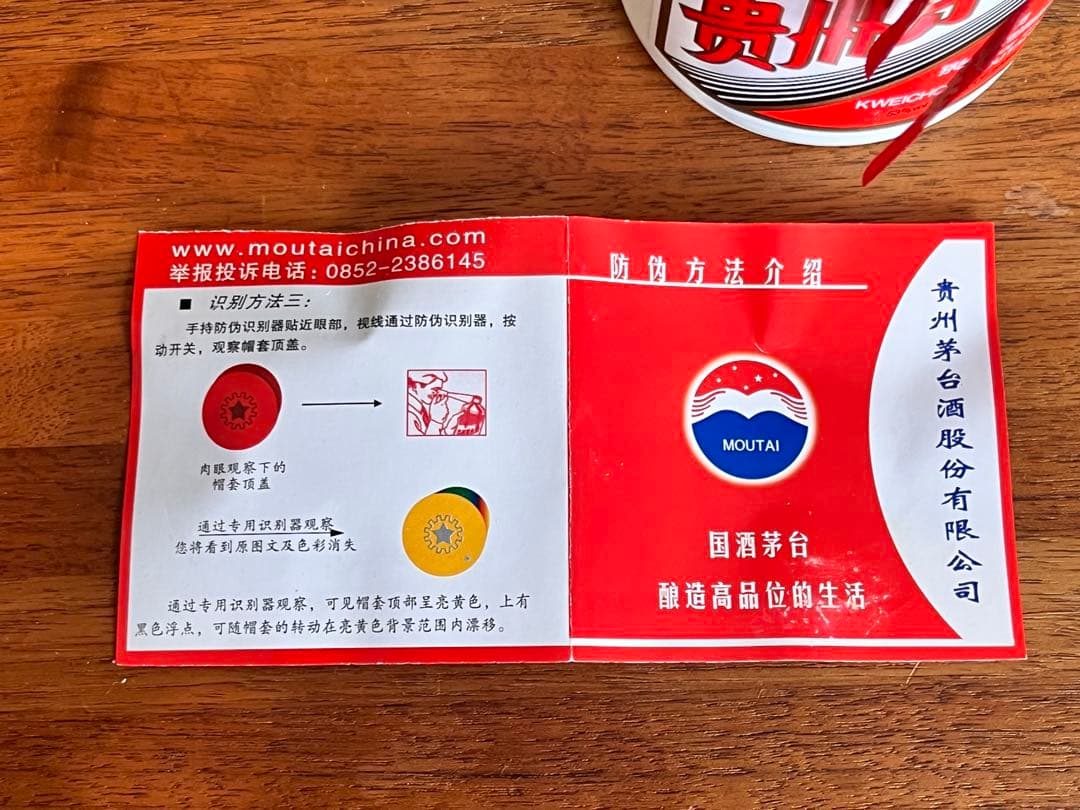 贵州
KWEICHO
www.moutaichina.com
举报投诉电话：0852-2386145
■ 识别方法三：
手持防伪识别器贴近眼部，视线通过防伪识别器，按
动开关，观察帽套顶盖。
肉眼观察下的
帽套顶盖
通过专用识别器观察
您将看到原图文及色彩消失
通过专用识别器观察，可见帽套顶部呈亮黄色，上有
黑色浮点，可随帽套的转动在亮黄色背景范围内漂移。
防伪方法介绍
MOUTAI
国酒茅台
酿造高品位的生活
贵州茅台酒股份有限公司